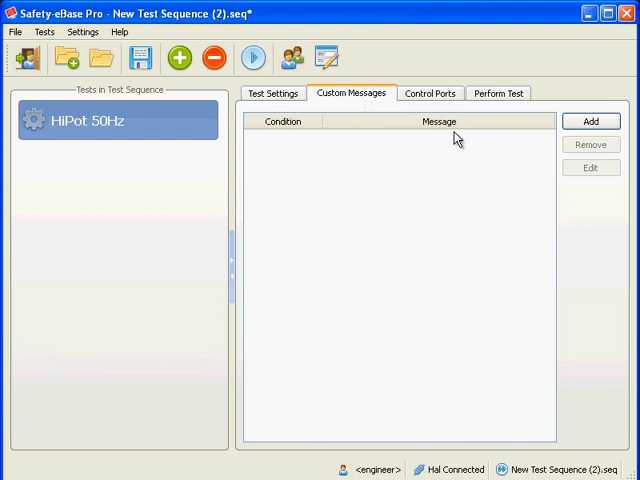 Safety-eBase Pro - New Test Sequence (2).seq*
File Tests Settings Help
Tests in Test Sequence
HiPot 50Hz
Test Settings Custom Messages Control Ports Perform Test
Condition Message
Add
Remove
Edit
<engineer> Hal Connected New Test Sequence (2).seq